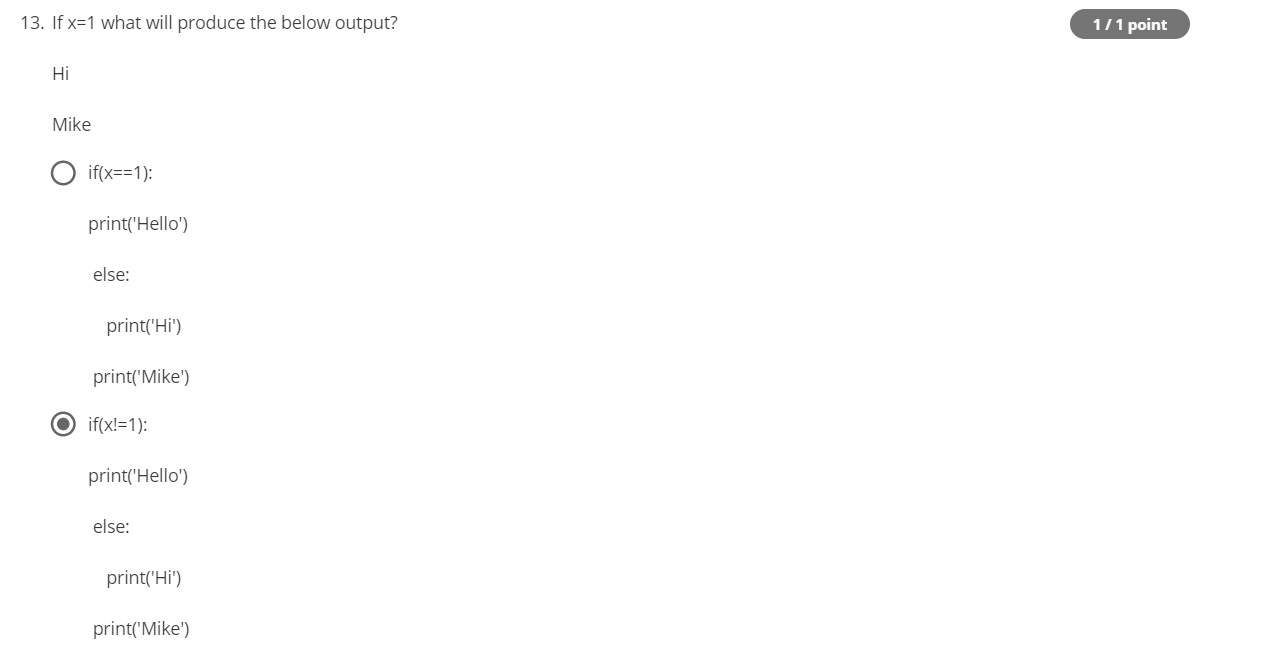 13. If x=1 what will produce the below output?
1 / 1 point
Hi
Mike
if(x==1):
print('Hello')
else:
print('Hi')
print('Mike')
if(x!=1):
print('Hello')
else:
print('Hi')
print('Mike')